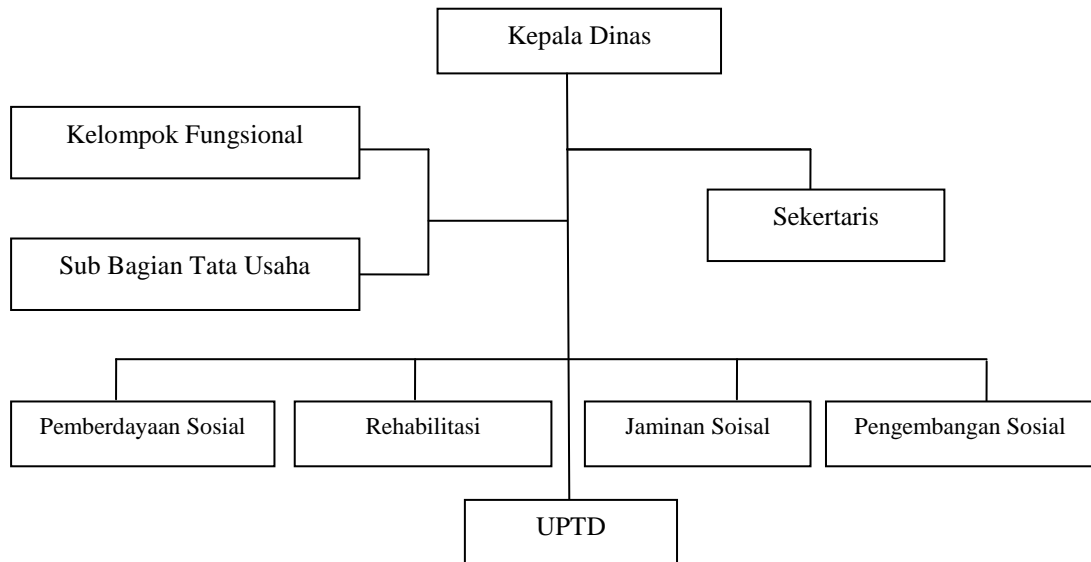 Kepala Dinas
Kelompok Fungsional
Sekertaris
Sub Bagian Tata Usaha
Pemberdayaan Sosial
Rehabilitasi
Jaminan Soisal
Pengembangan Sosial
UPTD